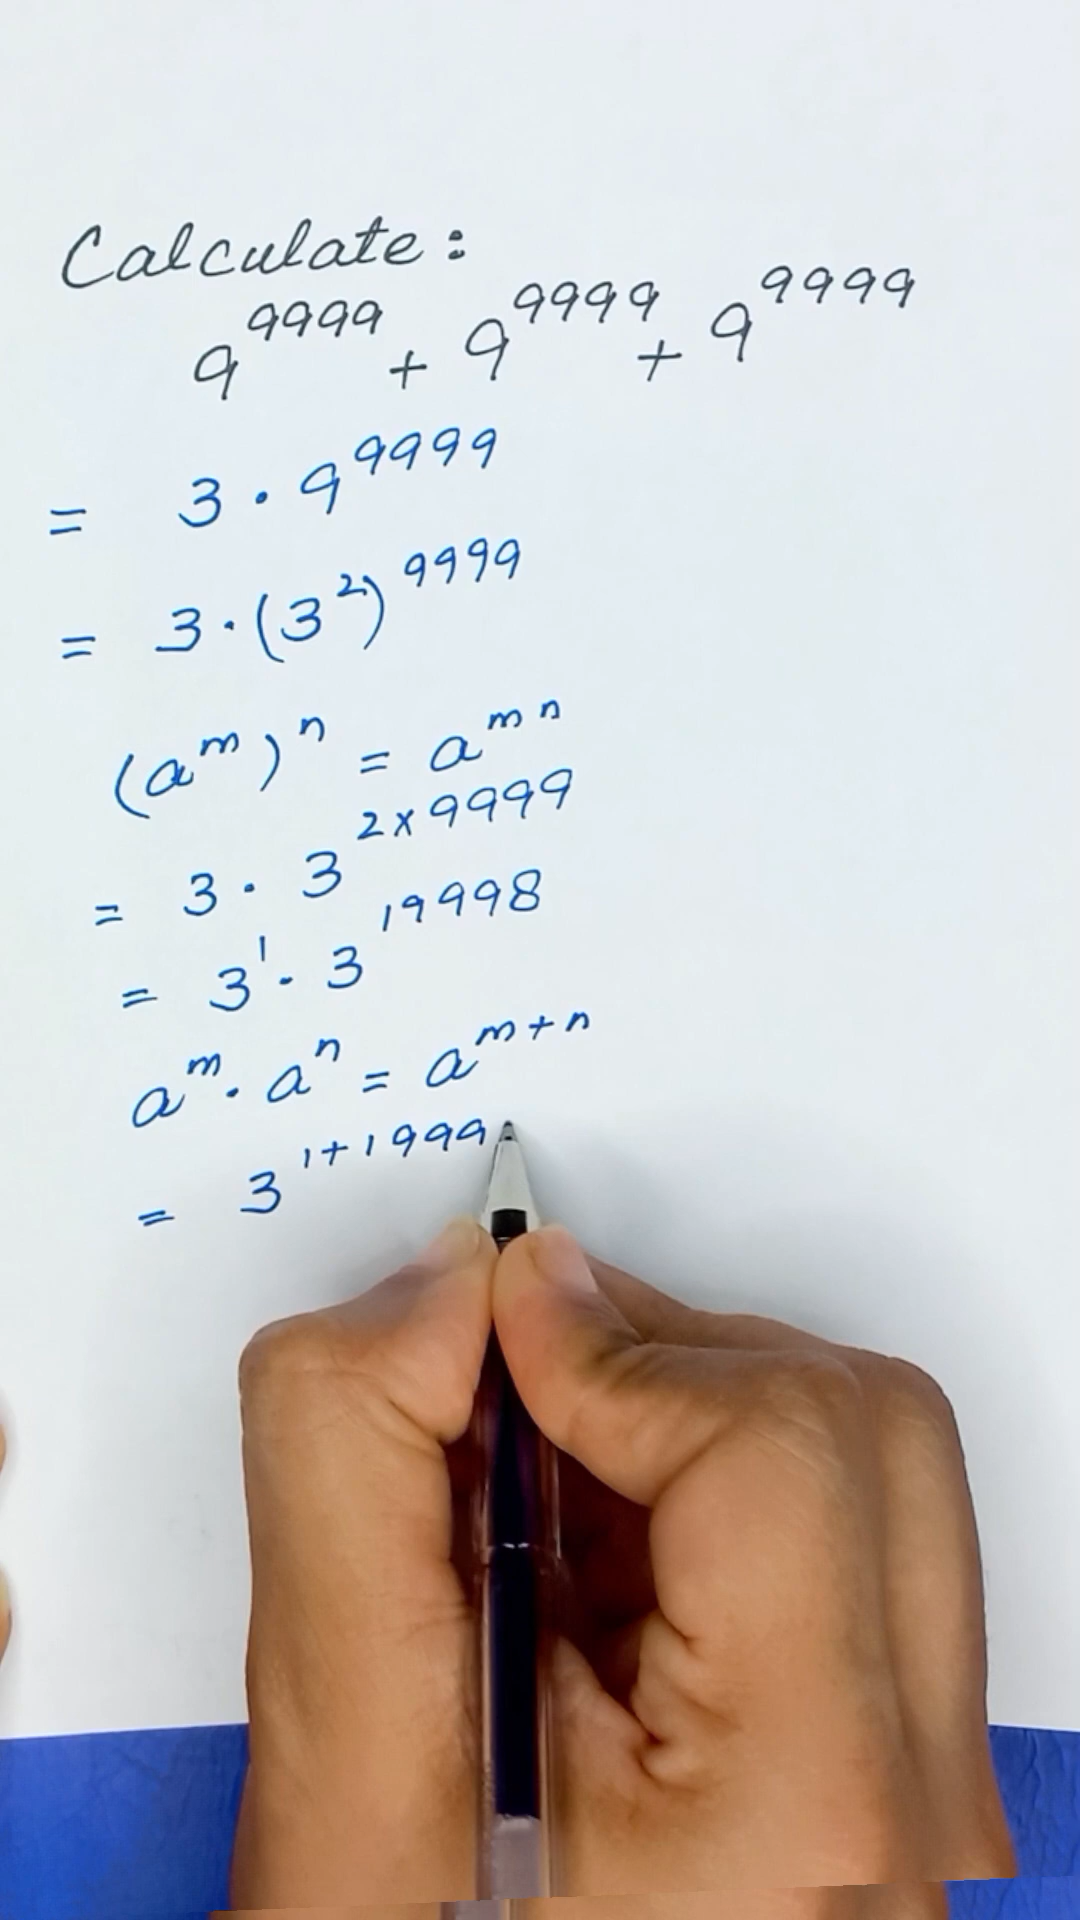 Calculate:
9^9999 + 9^9999 + 9^9999
= 3 · 9^9999
= 3 · (3^2)^9999
(a^m)^n = a^mn
= 3 · 3^2×9999
= 3^1 · 3^19998
a^m · a^n = a^m+n
= 3^1+1999